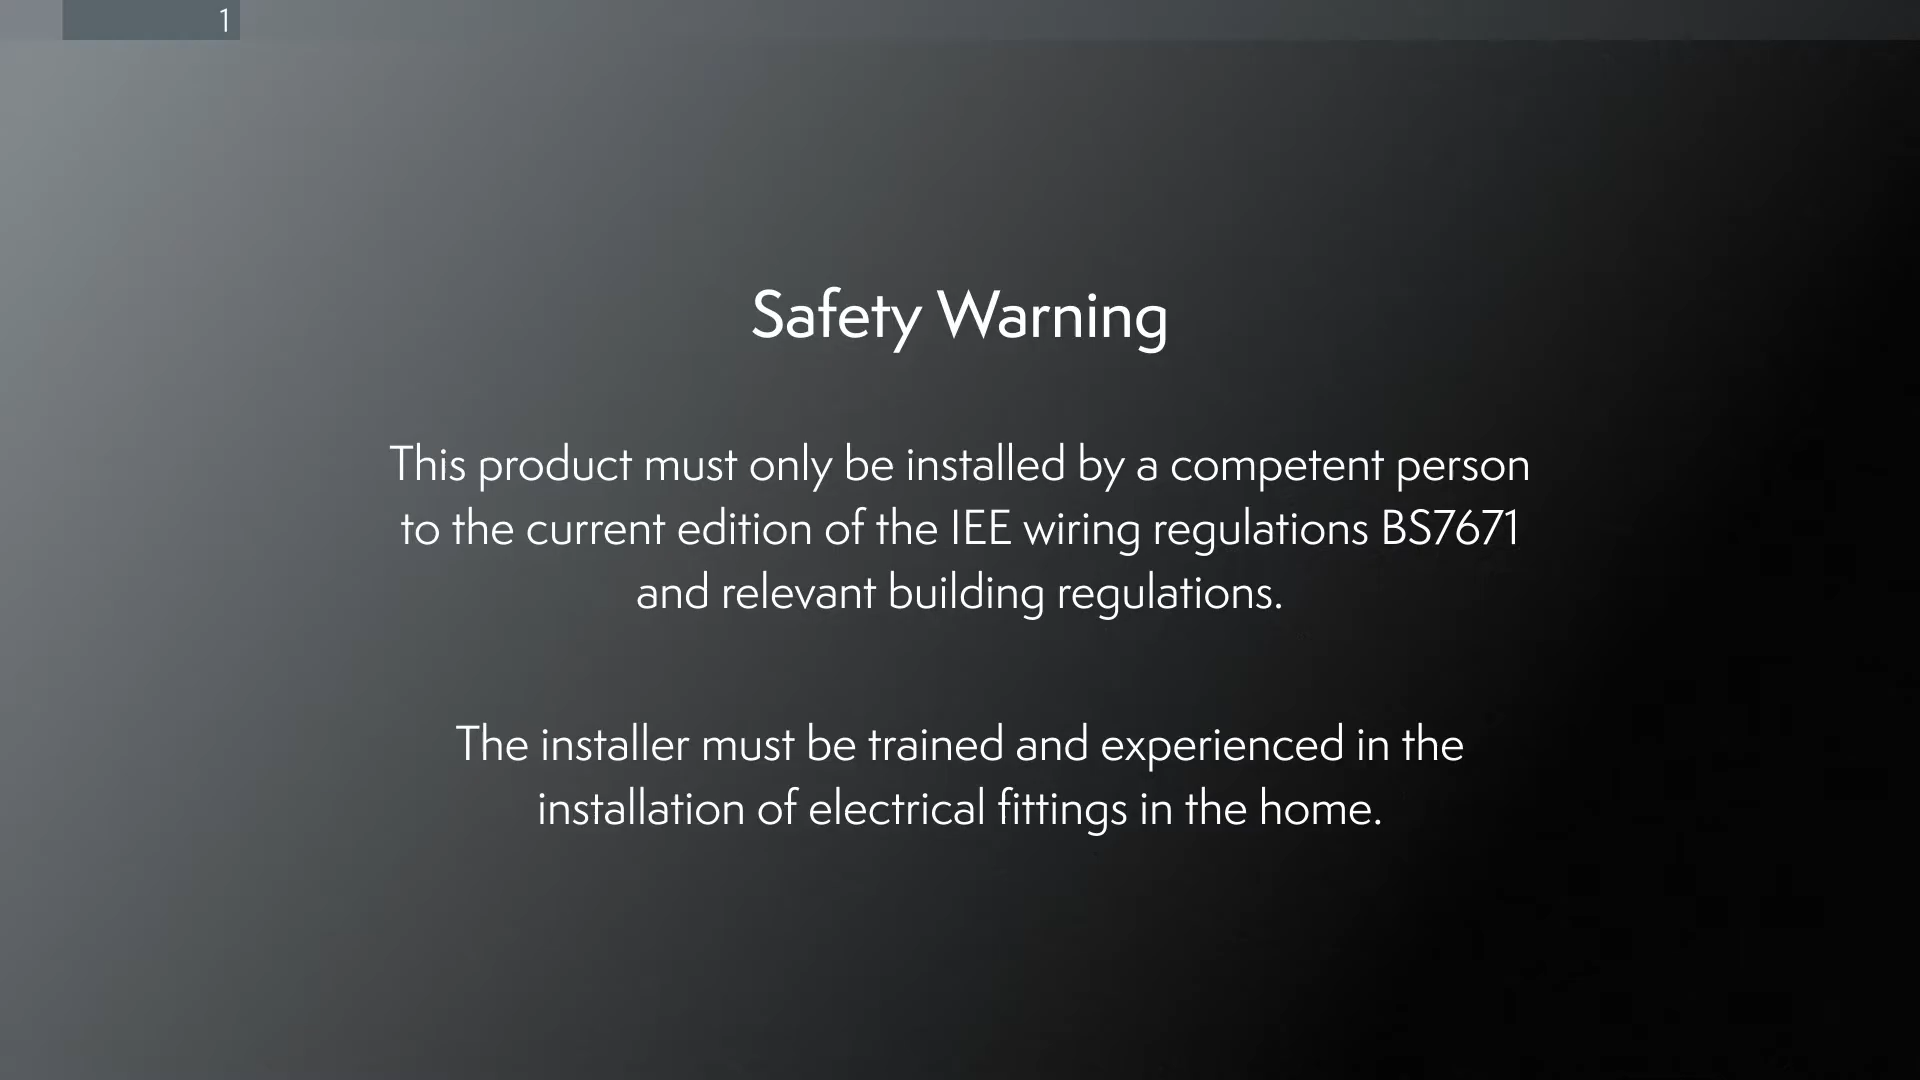 1
Safety Warning
This product must only be installed by a competent person
to the current edition of the IEE wiring regulations BS7671
and relevant building regulations.
The installer must be trained and experienced in the
installation of electrical fittings in the home.